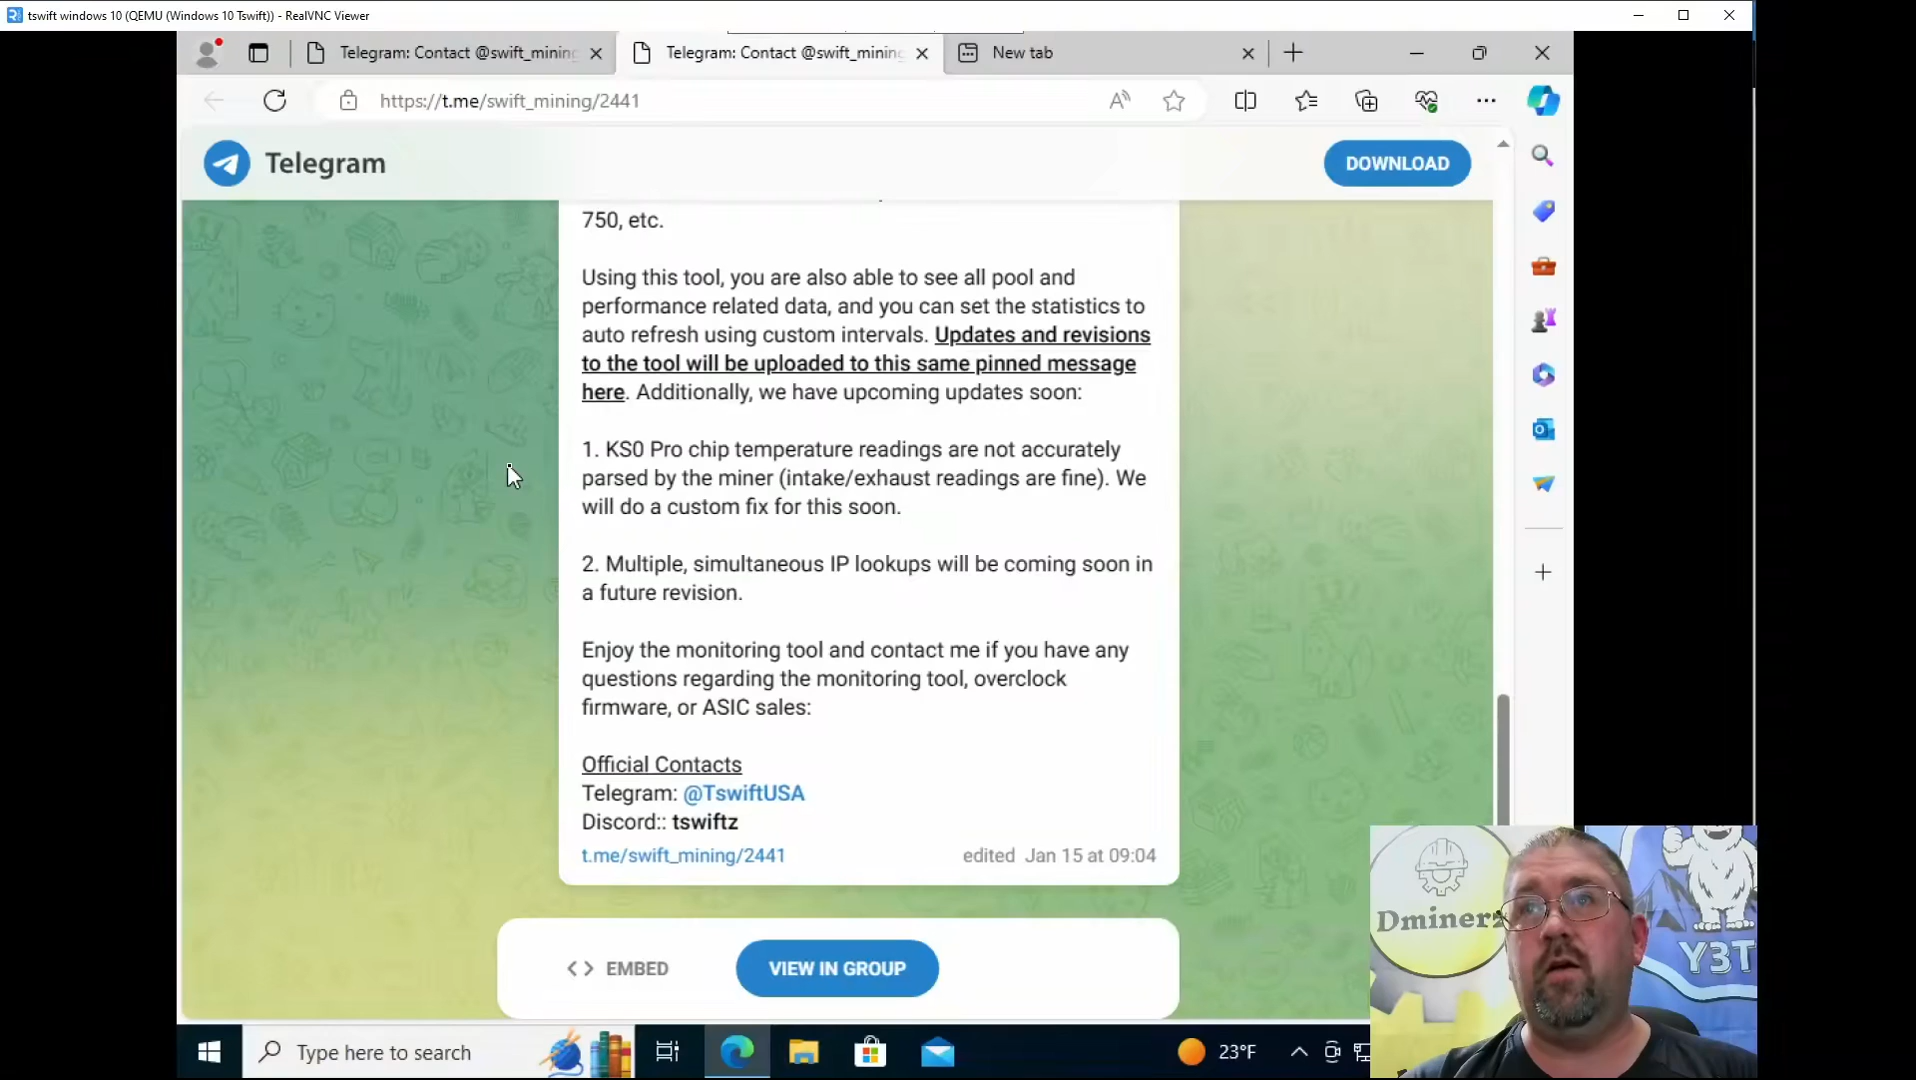 tswift windows 10 (QEMU (Windows 10 Tswift)) - RealVNC Viewer
Telegram: Contact @swift_mining
Telegram: Contact @swift_mining
New tab
https://t.me/swift_mining/2441
Telegram
DOWNLOAD
750, etc.
Using this tool, you are also able to see all pool and
performance related data, and you can set the statistics to
auto refresh using custom intervals. Updates and revisions
to the tool will be uploaded to this same pinned message
here. Additionally, we have upcoming updates soon:
1. KS0 Pro chip temperature readings are not accurately
parsed by the miner (intake/exhaust readings are fine). We
will do a custom fix for this soon.
2. Multiple, simultaneous IP lookups will be coming soon in
a future revision.
Enjoy the monitoring tool and contact me if you have any
questions regarding the monitoring tool, overclock
firmware, or ASIC sales:
Official Contacts
Telegram: @TswiftUSA
Discord:: tswiftz
t.me/swift_mining/2441
edited Jan 15 at 09:04
<> EMBED
VIEW IN GROUP
Dminerz
Y3T
Type here to search
23°F